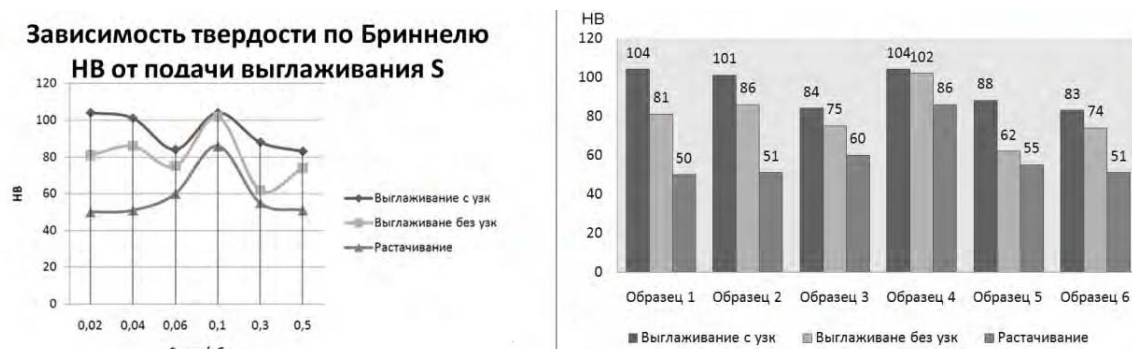 Зависимость твердости по Бриннелю
НВ от подачи выглаживания S
120
100
80
60
40
20
0
НВ
0,02 0,04 0,06 0,1 0,3 0,5
Выглаживание с узк
Выглаживане без узк
Растачивание
НВ
120
100
80
60
40
20
0
104 81 50
101 86 51
84 75 60
104 102 86
88 62 55
83 74 51
Образец 1 Образец 2 Образец 3 Образец 4 Образец 5 Образец 6
Выглаживание с узк Выглаживане без узк Растачивание